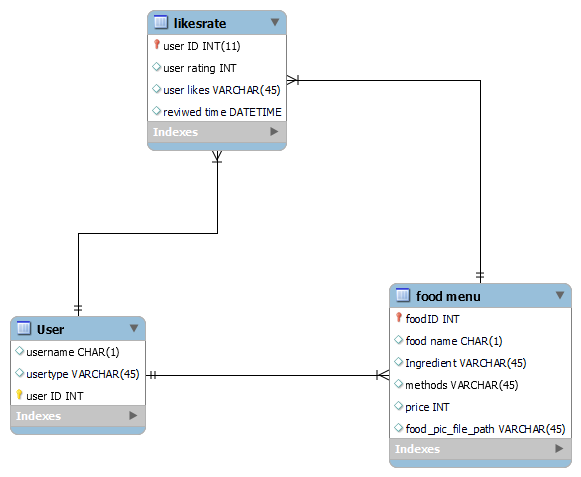 likesrate
user ID INT(11)
user rating INT
user likes VARCHAR(45)
reviwed time DATETIME
Indexes
User
username CHAR(1)
usertype VARCHAR(45)
user ID INT
Indexes
food menu
foodID INT
food name CHAR(1)
Ingredient VARCHAR(45)
methods VARCHAR(45)
price INT
food_pic_file_path VARCHAR(45)
Indexes